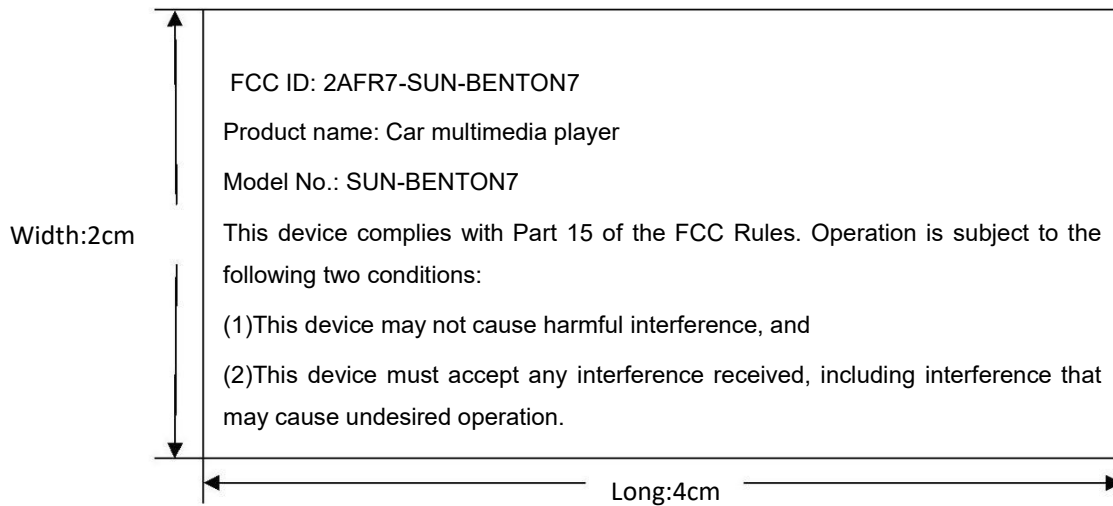 FCC ID: 2AFR7-SUN-BENTON7
Product name: Car multimedia player
Model No.: SUN-BENTON7
Width:2cm
This device complies with Part 15 of the FCC Rules. Operation is subject to the
following two conditions:
(1)This device may not cause harmful interference, and
(2)This device must accept any interference received, including interference that
may cause undesired operation.
Long:4cm